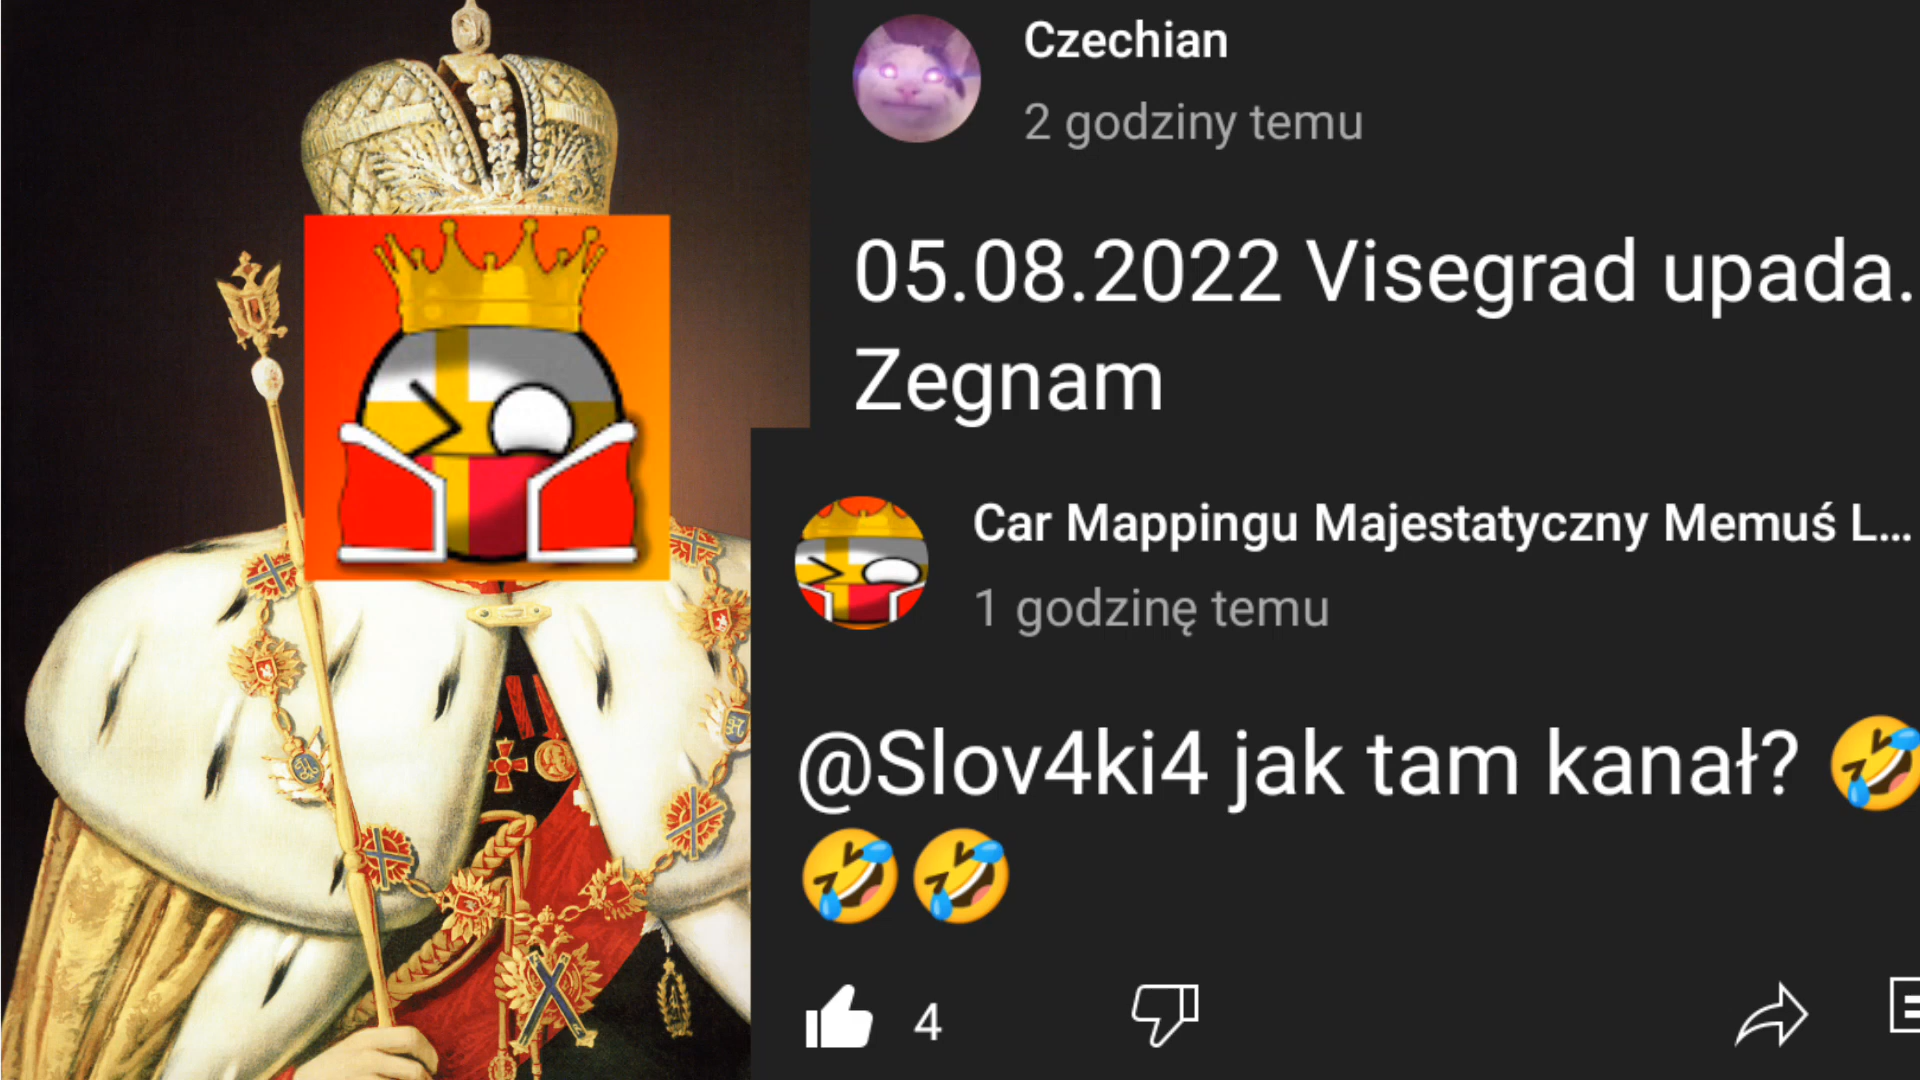 Czechian
2 godziny temu
05.08.2022 Visegrad upada.
Zegnam
Car Mappingu Majestatyczny Memuś L...
1 godzinę temu
@Slov4ki4 jak tam kanał? 🤣
🤣🤣
4